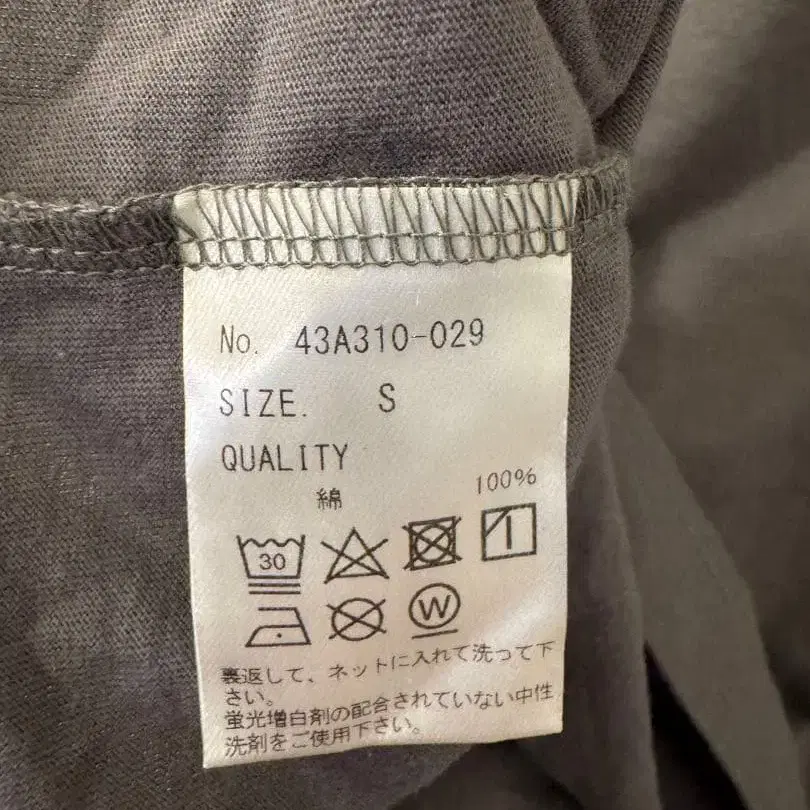 No. 43A310-029
SIZE. S
QUALITY
綿 100%
30
W
裏返して、ネットに入れて洗って下
さい。
蛍光増白剤の配合されていない中性
洗剤をご使用下さい。